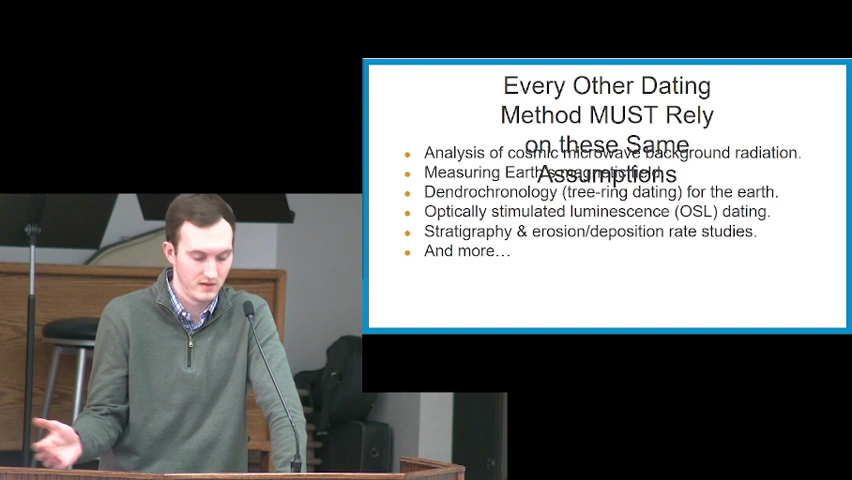 Every Other Dating
Method MUST Rely
on these Same
Assumptions
Analysis of cosmic microwave background radiation.
Measuring Earth's magnetic field.
Dendrochronology (tree-ring dating) for the earth.
Optically stimulated luminescence (OSL) dating.
Stratigraphy & erosion/deposition rate studies.
And more…